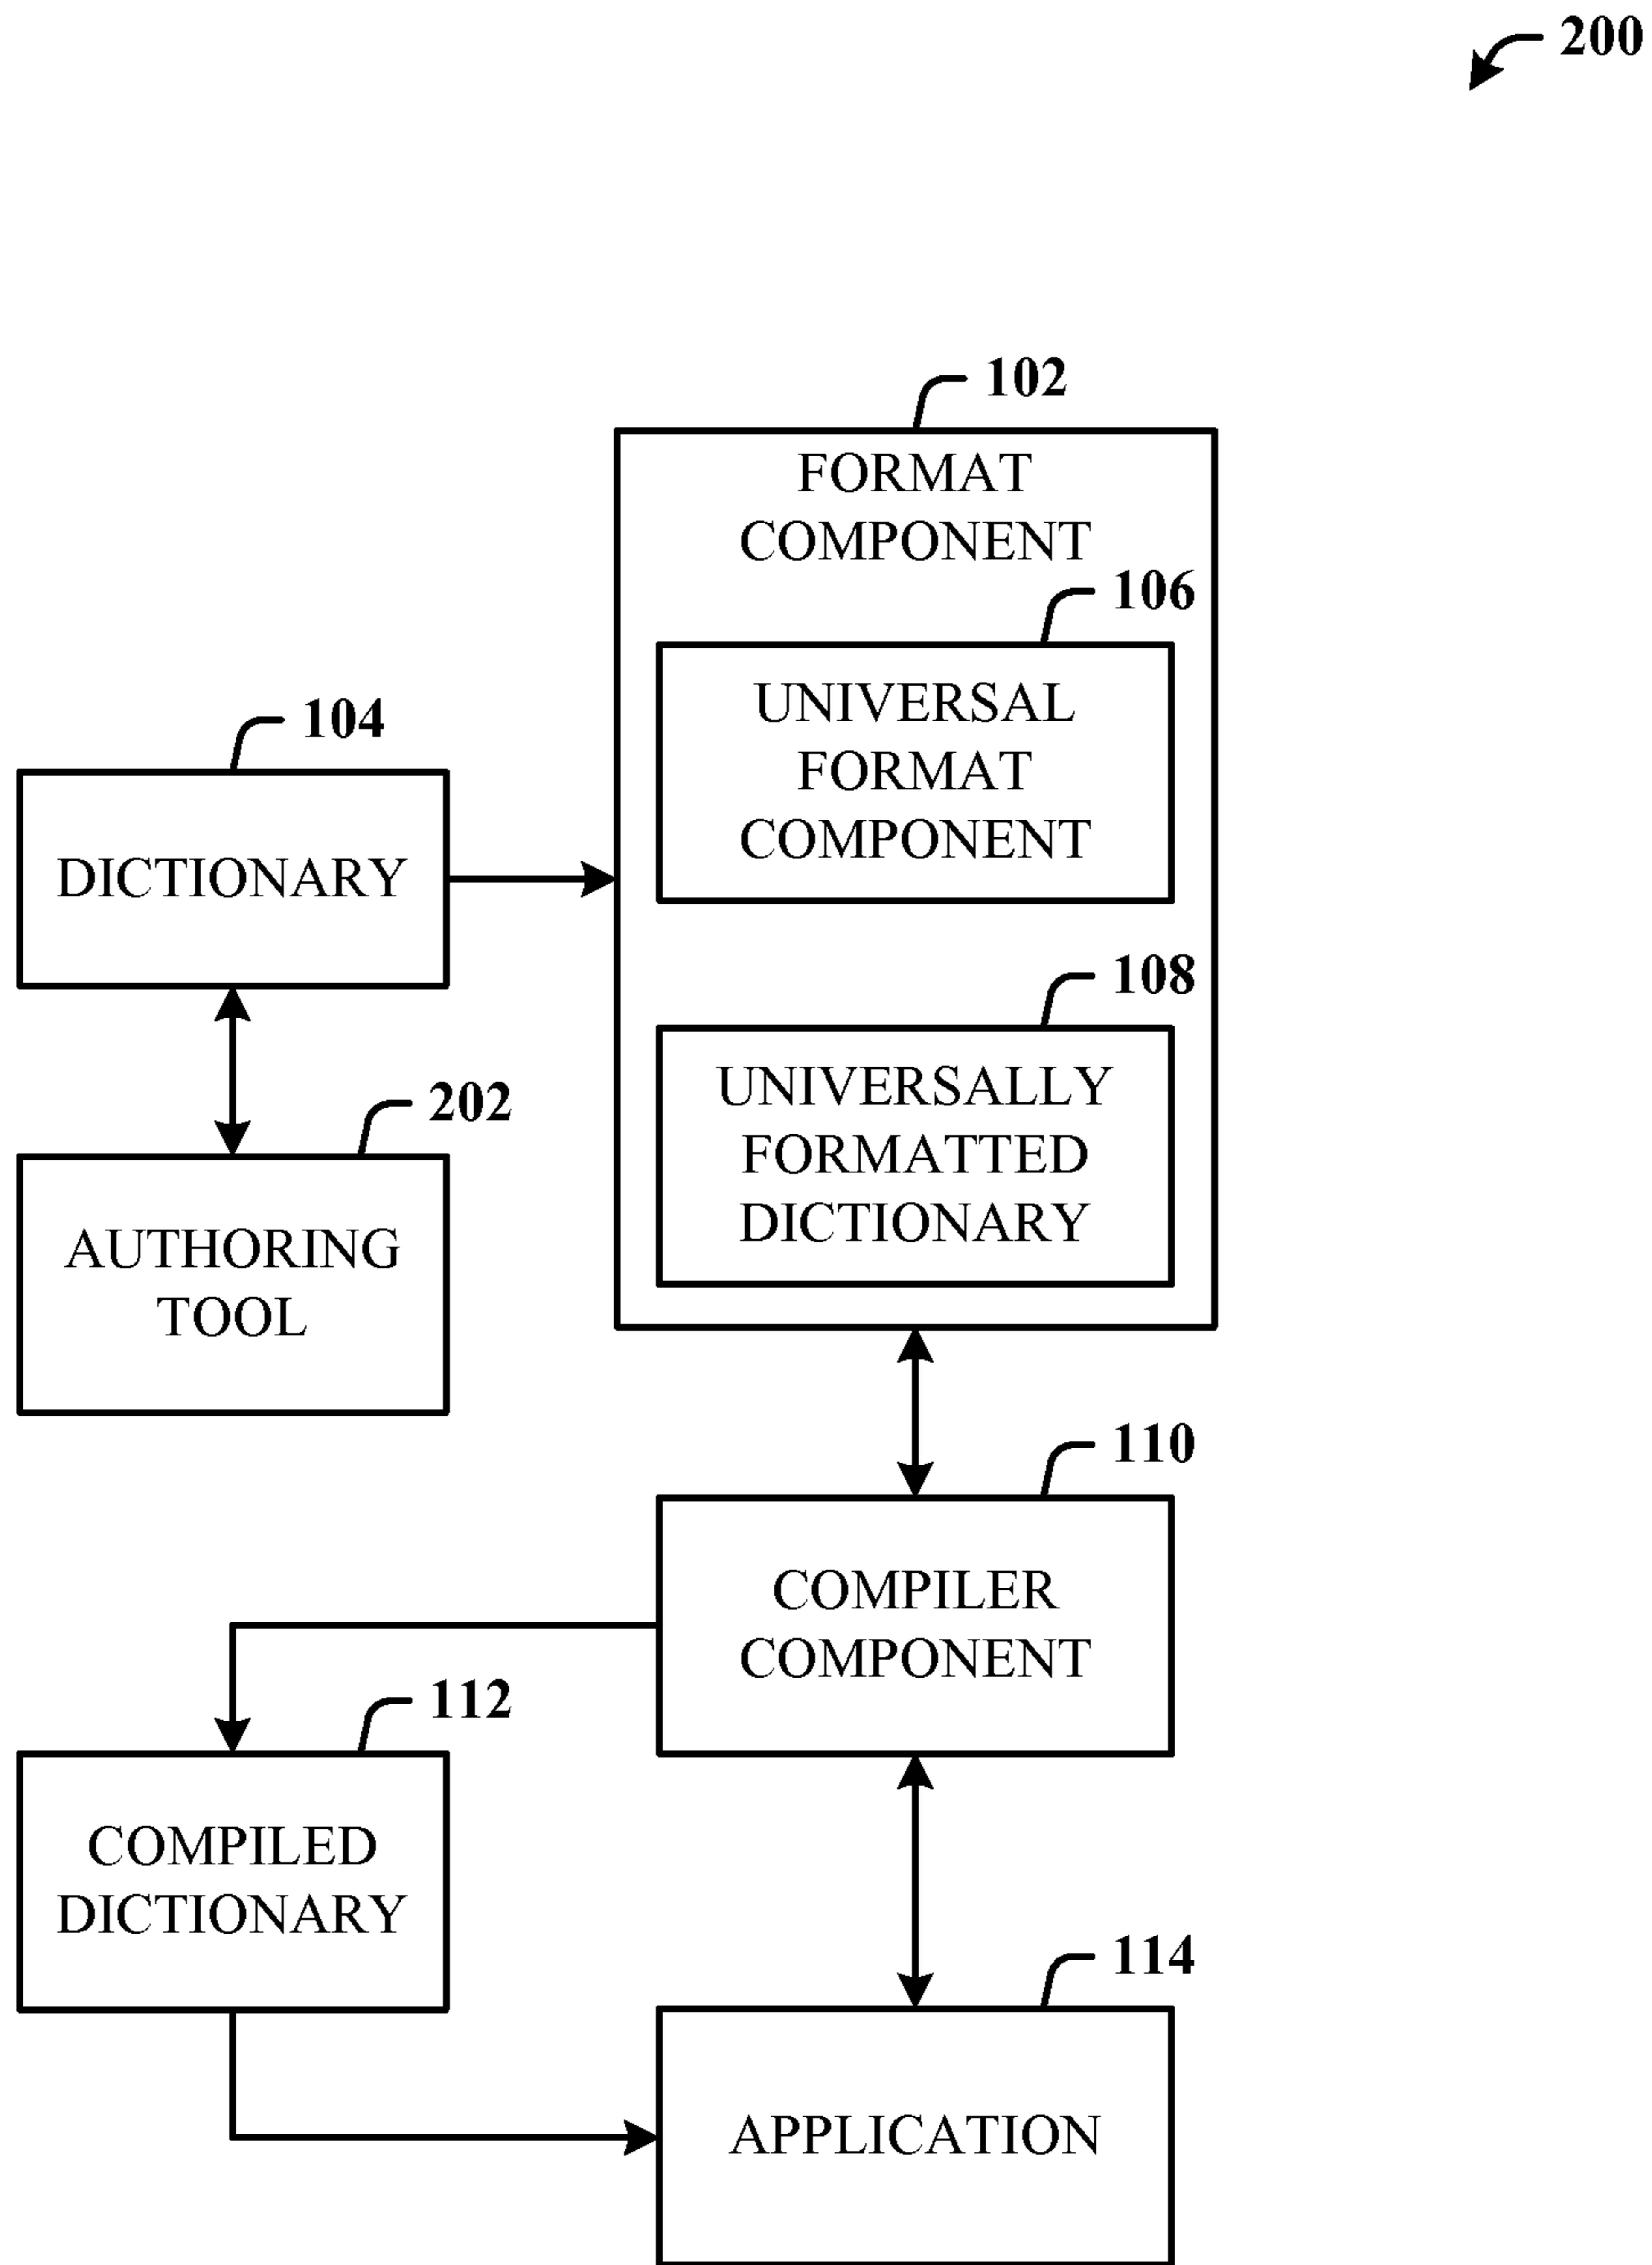 200
102
FORMAT
COMPONENT
106
UNIVERSAL
FORMAT
COMPONENT
104
DICTIONARY
108
UNIVERSALLY
FORMATTED
DICTIONARY
202
AUTHORING
TOOL
110
COMPILER
COMPONENT
112
COMPILED
DICTIONARY
114
APPLICATION